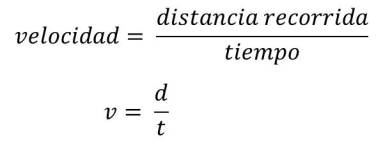 velocidad = distancia recorrida / tiempo
v = d / t